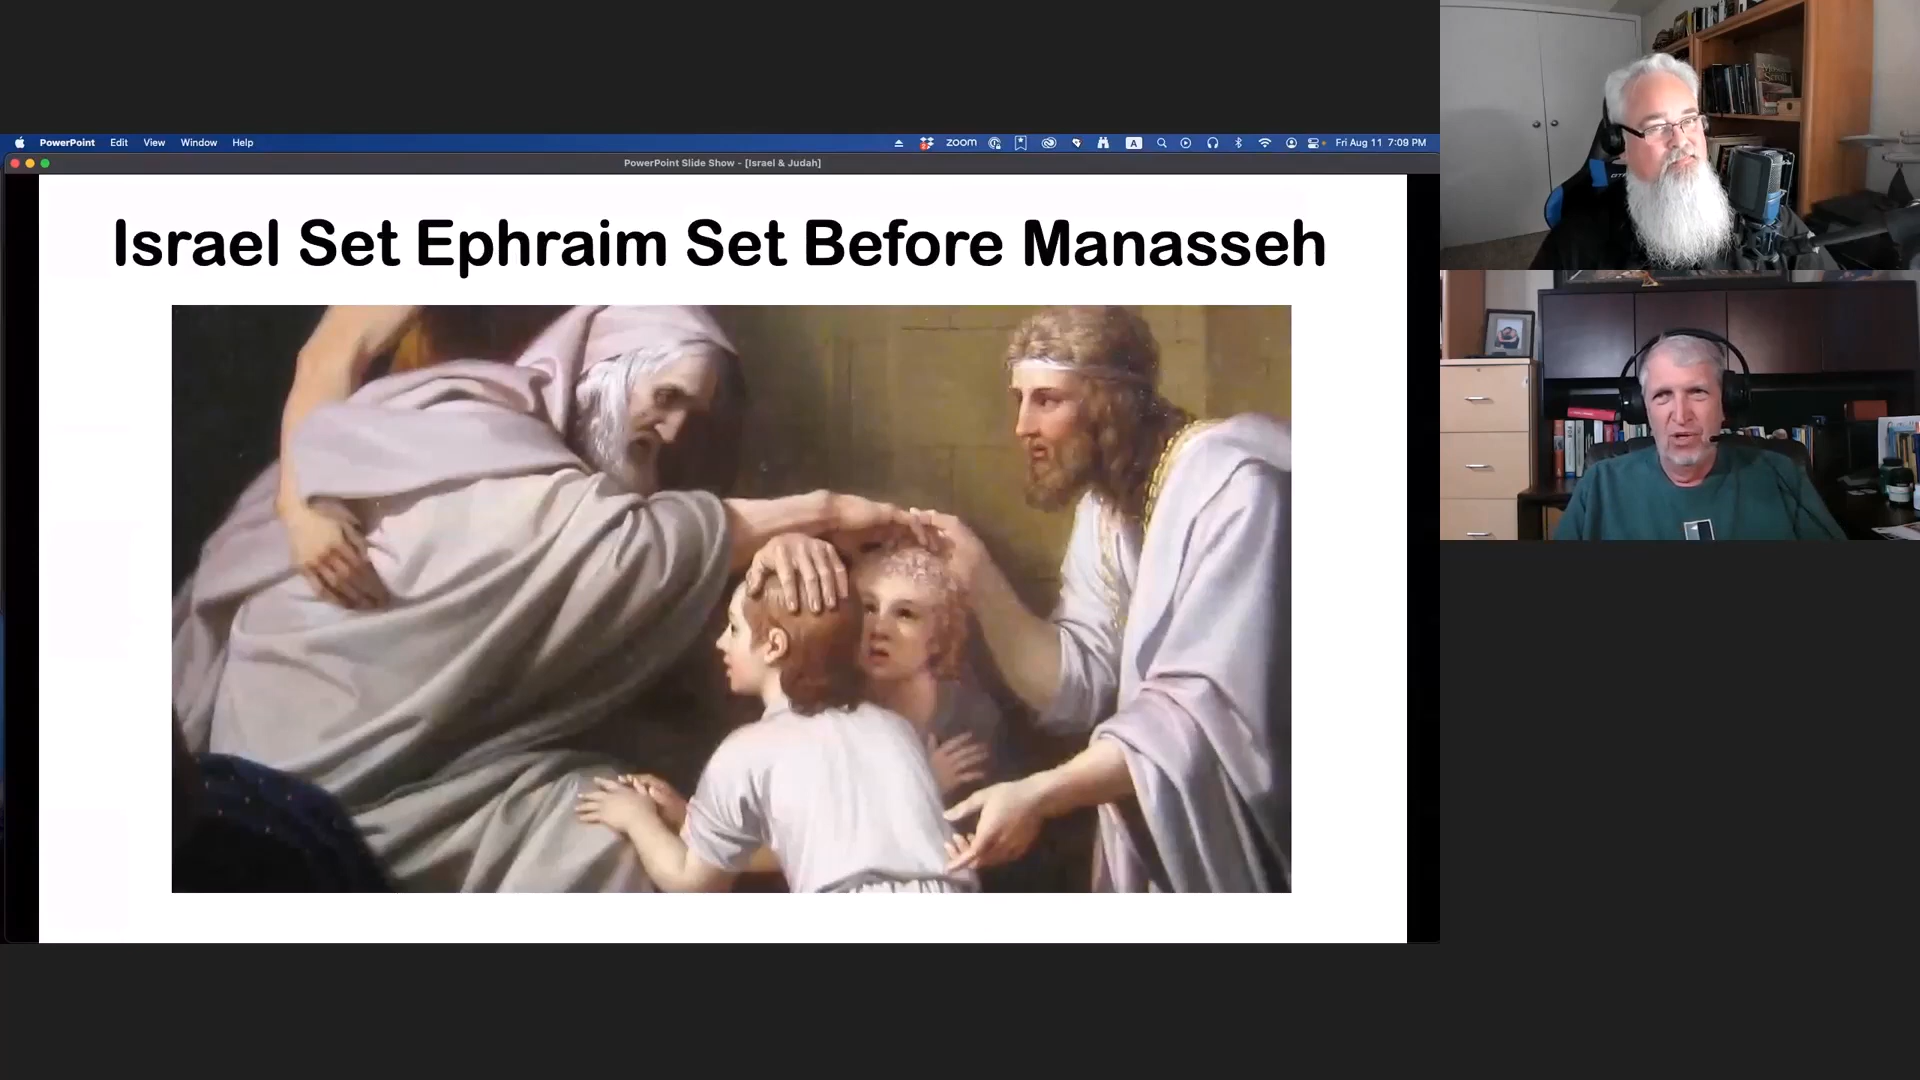 PowerPoint Edit View Window Help
zoom A Fri Aug 11 7:09 PM
PowerPoint Slide Show - [Israel & Judah]
Israel Set Ephraim Set Before Manasseh